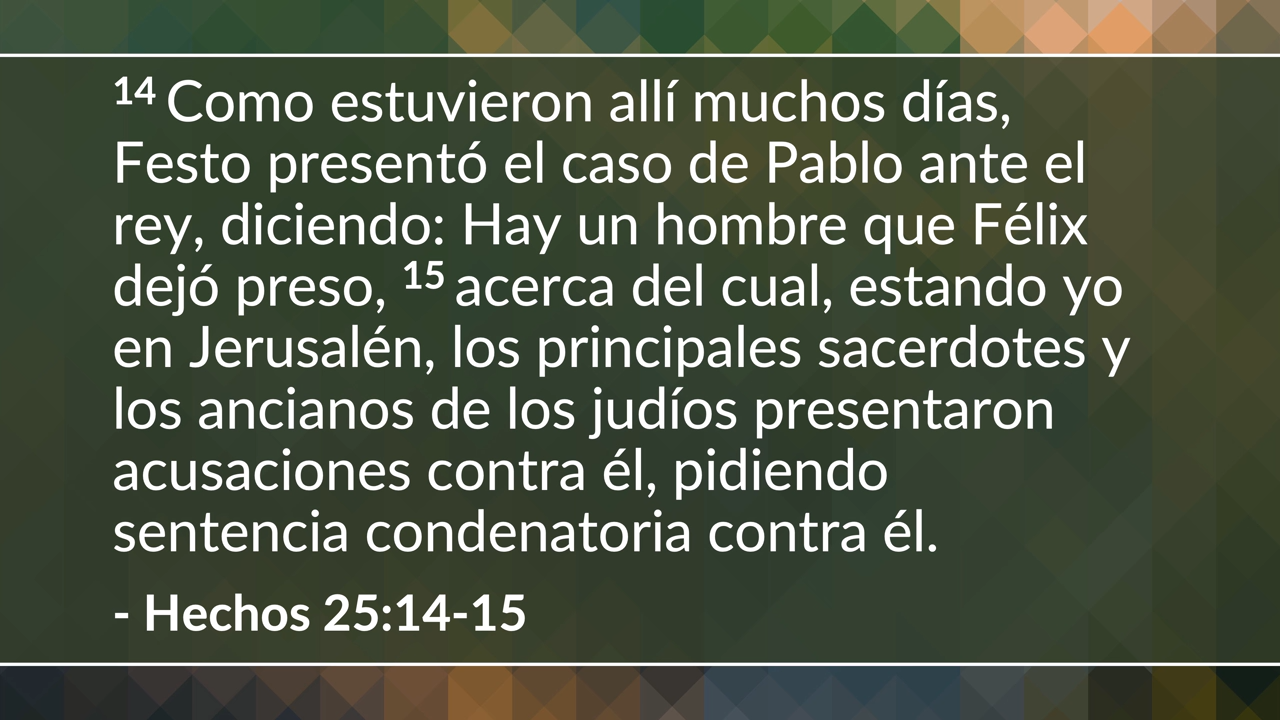 14 Como estuvieron allí muchos días,
Festo presentó el caso de Pablo ante el
rey, diciendo: Hay un hombre que Félix
dejó preso, 15 acerca del cual, estando yo
en Jerusalén, los principales sacerdotes y
los ancianos de los judíos presentaron
acusaciones contra él, pidiendo
sentencia condenatoria contra él.
- Hechos 25:14-15